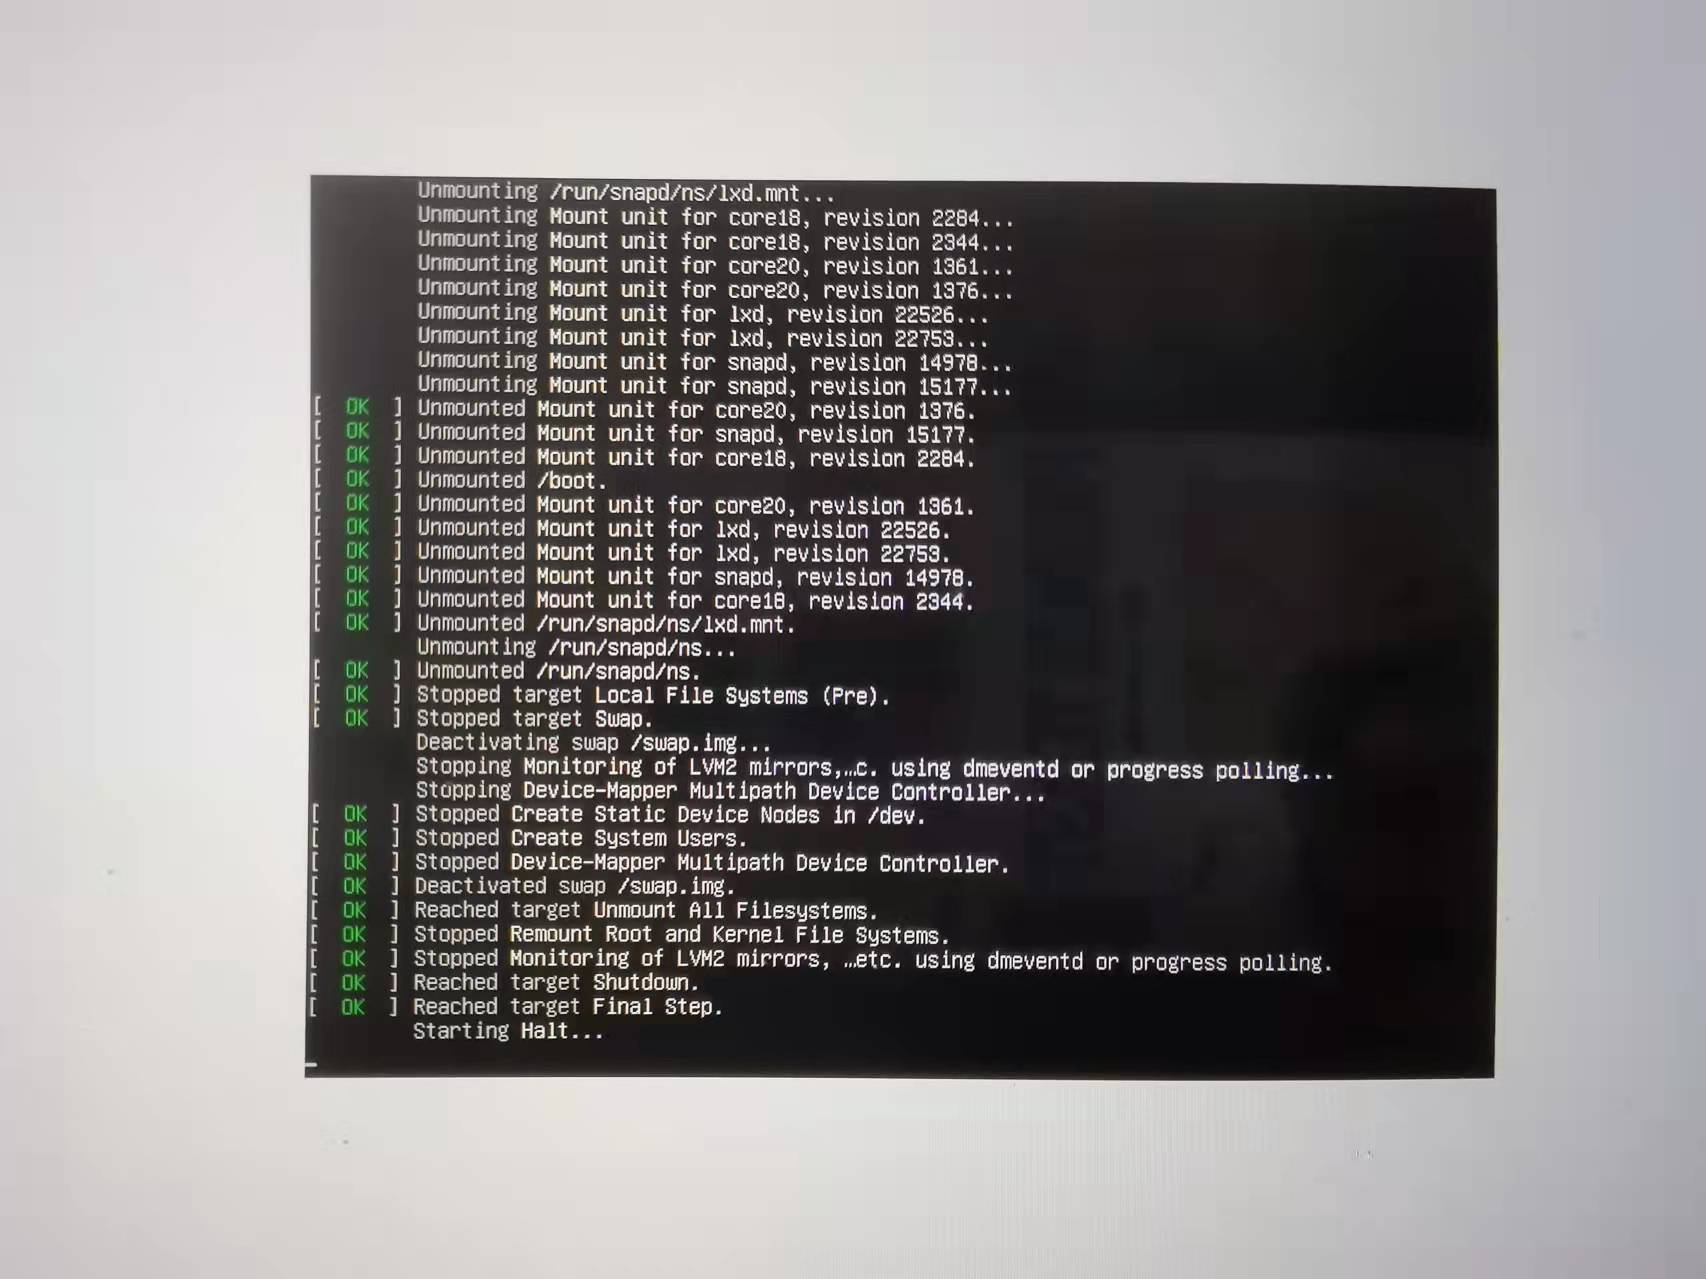 Unmounting /run/snapd/ns/lxd.mnt...
Unmounting Mount unit for core18, revision 2284...
Unmounting Mount unit for core18, revision 2344...
Unmounting Mount unit for core20, revision 1361...
Unmounting Mount unit for core20, revision 1376...
Unmounting Mount unit for lxd, revision 22526...
Unmounting Mount unit for lxd, revision 22753...
Unmounting Mount unit for snapd, revision 14978...
Unmounting Mount unit for snapd, revision 15177...
[ OK ] Unmounted Mount unit for core20, revision 1376.
[ OK ] Unmounted Mount unit for snapd, revision 15177.
[ OK ] Unmounted Mount unit for core18, revision 2284.
[ OK ] Unmounted /boot.
[ OK ] Unmounted Mount unit for core20, revision 1361.
[ OK ] Unmounted Mount unit for lxd, revision 22526.
[ OK ] Unmounted Mount unit for lxd, revision 22753.
[ OK ] Unmounted Mount unit for snapd, revision 14978.
[ OK ] Unmounted Mount unit for core18, revision 2344.
[ OK ] Unmounted /run/snapd/ns/lxd.mnt.
Unmounting /run/snapd/ns...
[ OK ] Unmounted /run/snapd/ns.
[ OK ] Stopped target Local File Systems (Pre).
[ OK ] Stopped target Swap.
Deactivating swap /swap.img...
Stopping Monitoring of LVM2 mirrors,…c. using dmeventd or progress polling...
Stopping Device-Mapper Multipath Device Controller...
[ OK ] Stopped Create Static Device Nodes in /dev.
[ OK ] Stopped Create System Users.
[ OK ] Stopped Device-Mapper Multipath Device Controller.
[ OK ] Deactivated swap /swap.img.
[ OK ] Reached target Unmount All Filesystems.
[ OK ] Stopped Remount Root and Kernel File Systems.
[ OK ] Stopped Monitoring of LVM2 mirrors, …etc. using dmeventd or progress polling.
[ OK ] Reached target Shutdown.
[ OK ] Reached target Final Step.
Starting Halt...